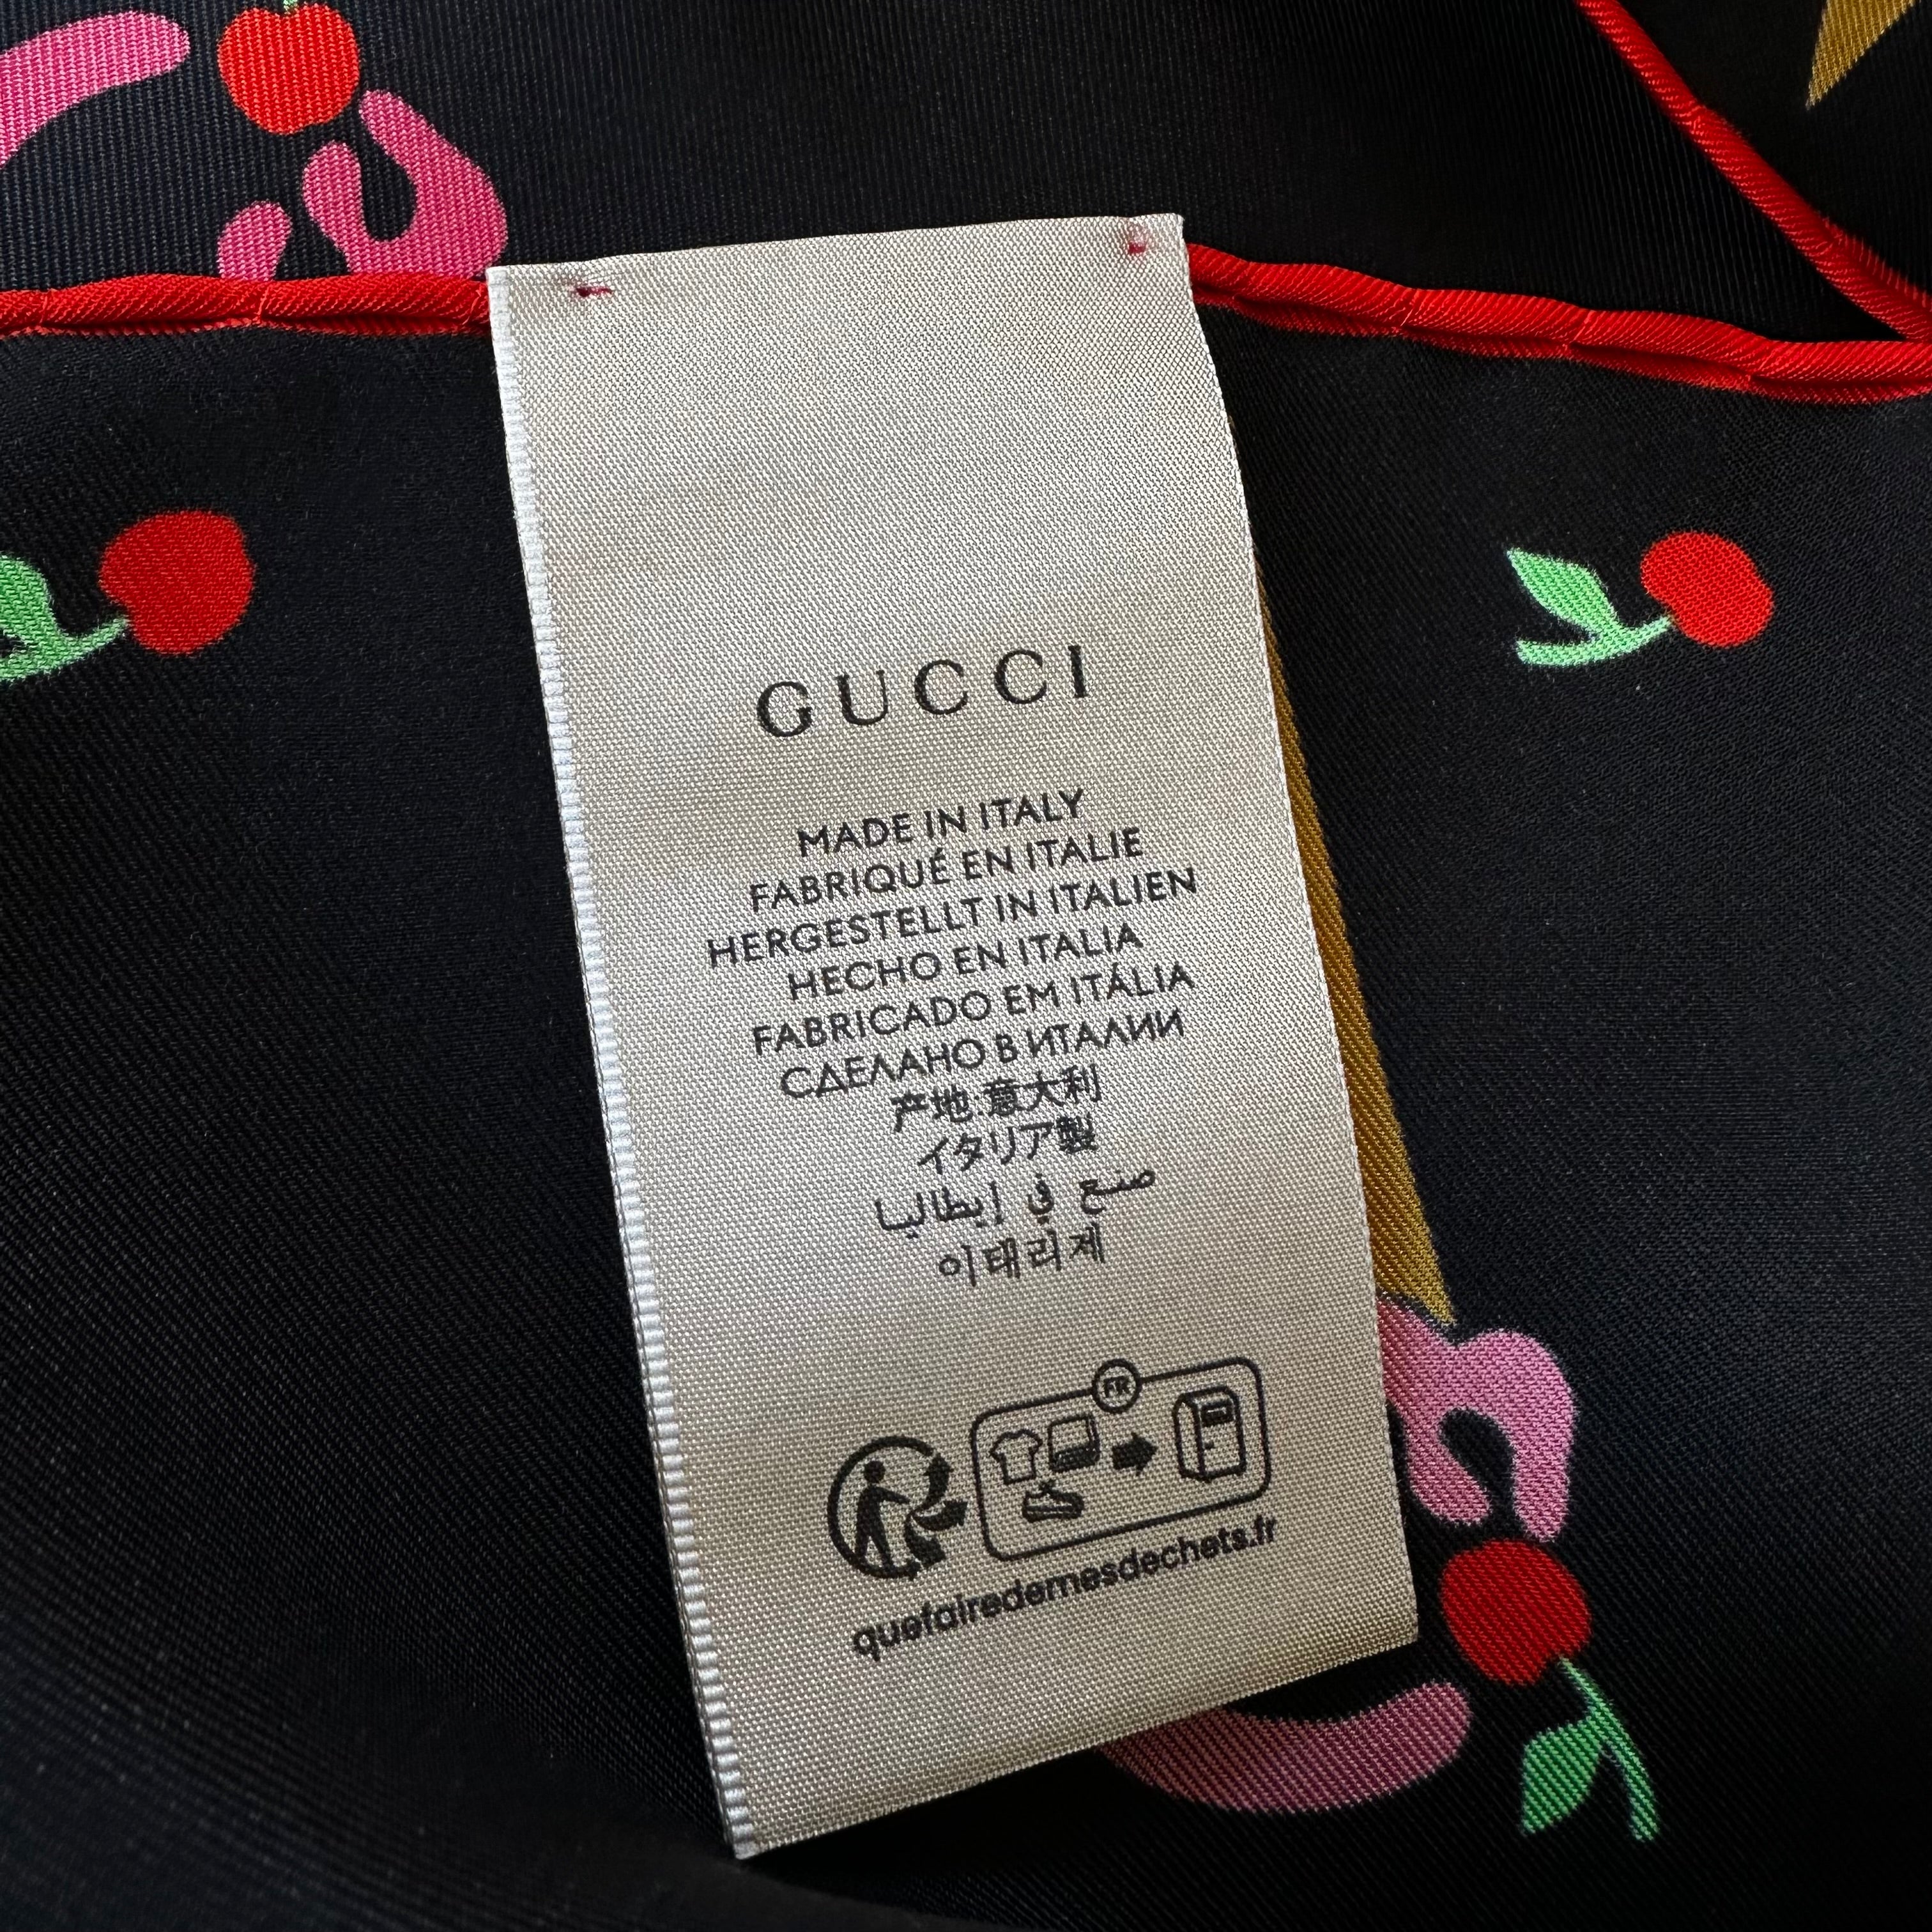 GUCCI
MADE IN ITALY
FABRIQUÉ EN ITALIE
HERGESTELLT IN ITALIEN
HECHO EN ITALIA
FABRICADO EM ITÁLIA
СДЕЛАНО В ИТАЛИИ
产地:意大利
イタリア製
صنع في إيطاليا
이태리제
FR
quefairedemesdechets.fr